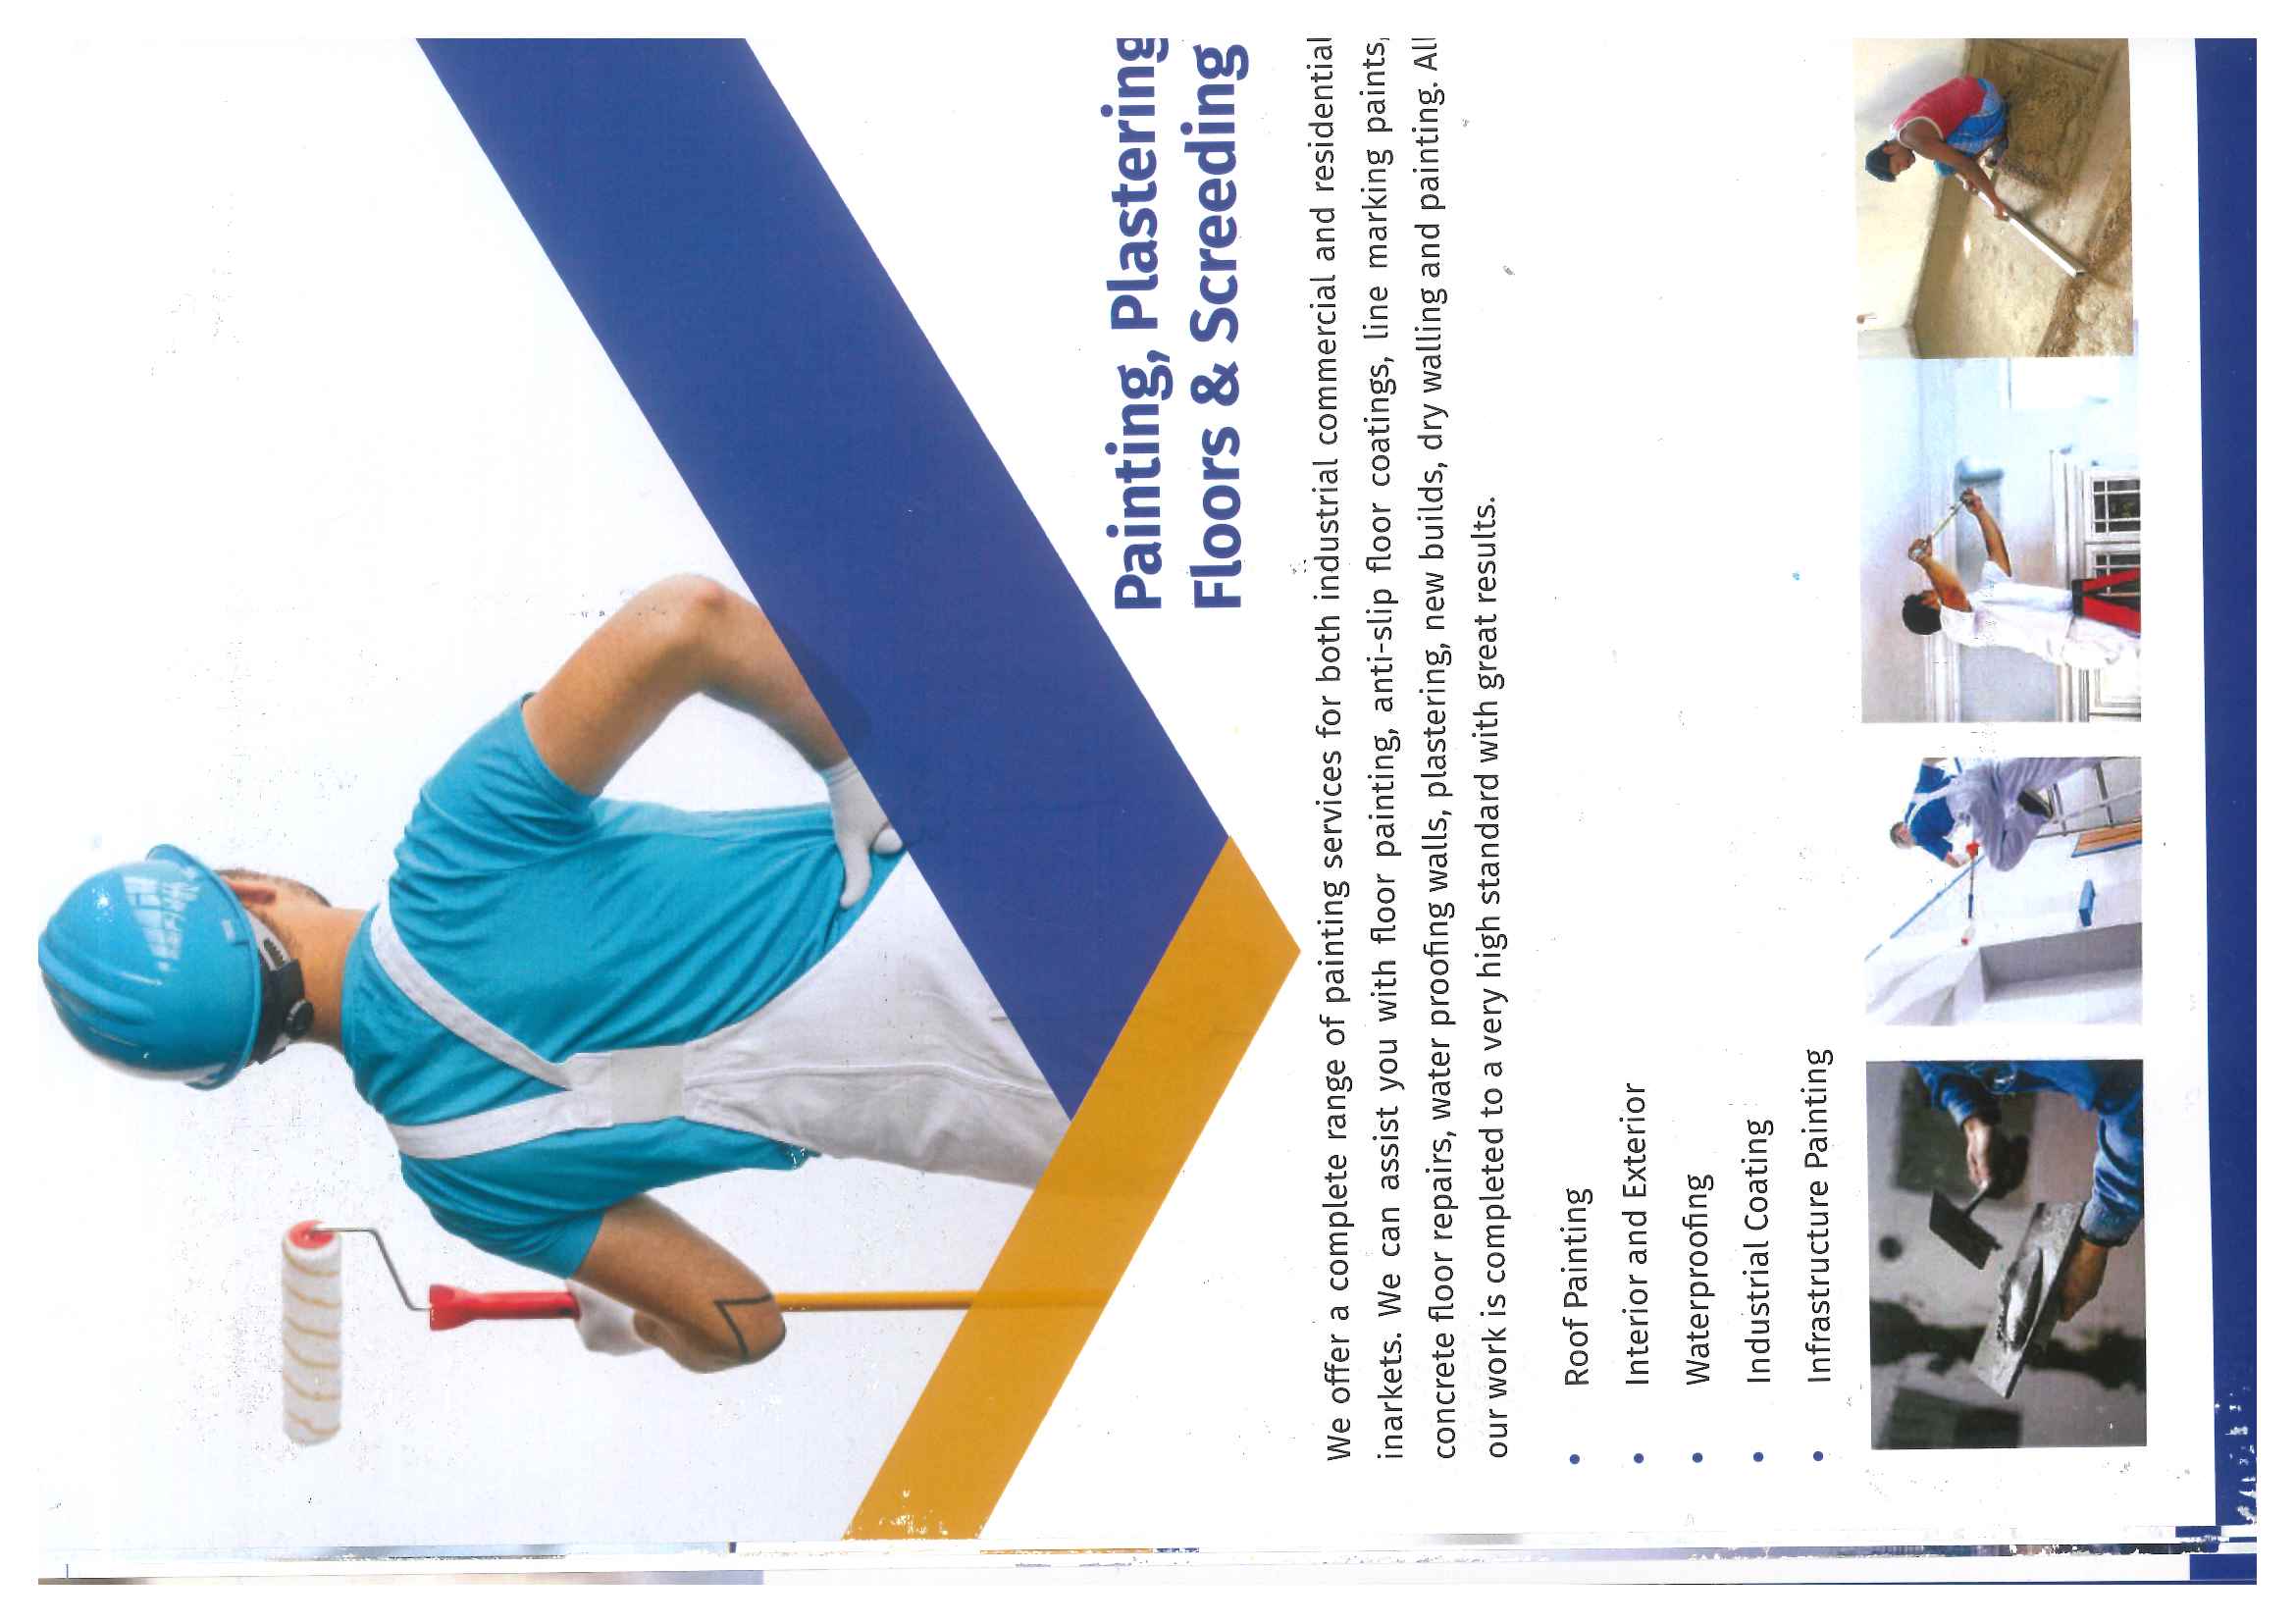 Painting, Plastering
Floors & Screeding
We offer a complete range of painting services for both industrial commercial and residential
markets. We can assist you with floor painting, anti-slip floor coatings, line marking paints,
concrete floor repairs, water proofing walls, plastering, new builds, dry walling and painting. All
our work is completed to a very high standard with great results.
• Roof Painting
• Interior and Exterior
• Waterproofing
• Industrial Coating
• Infrastructure Painting